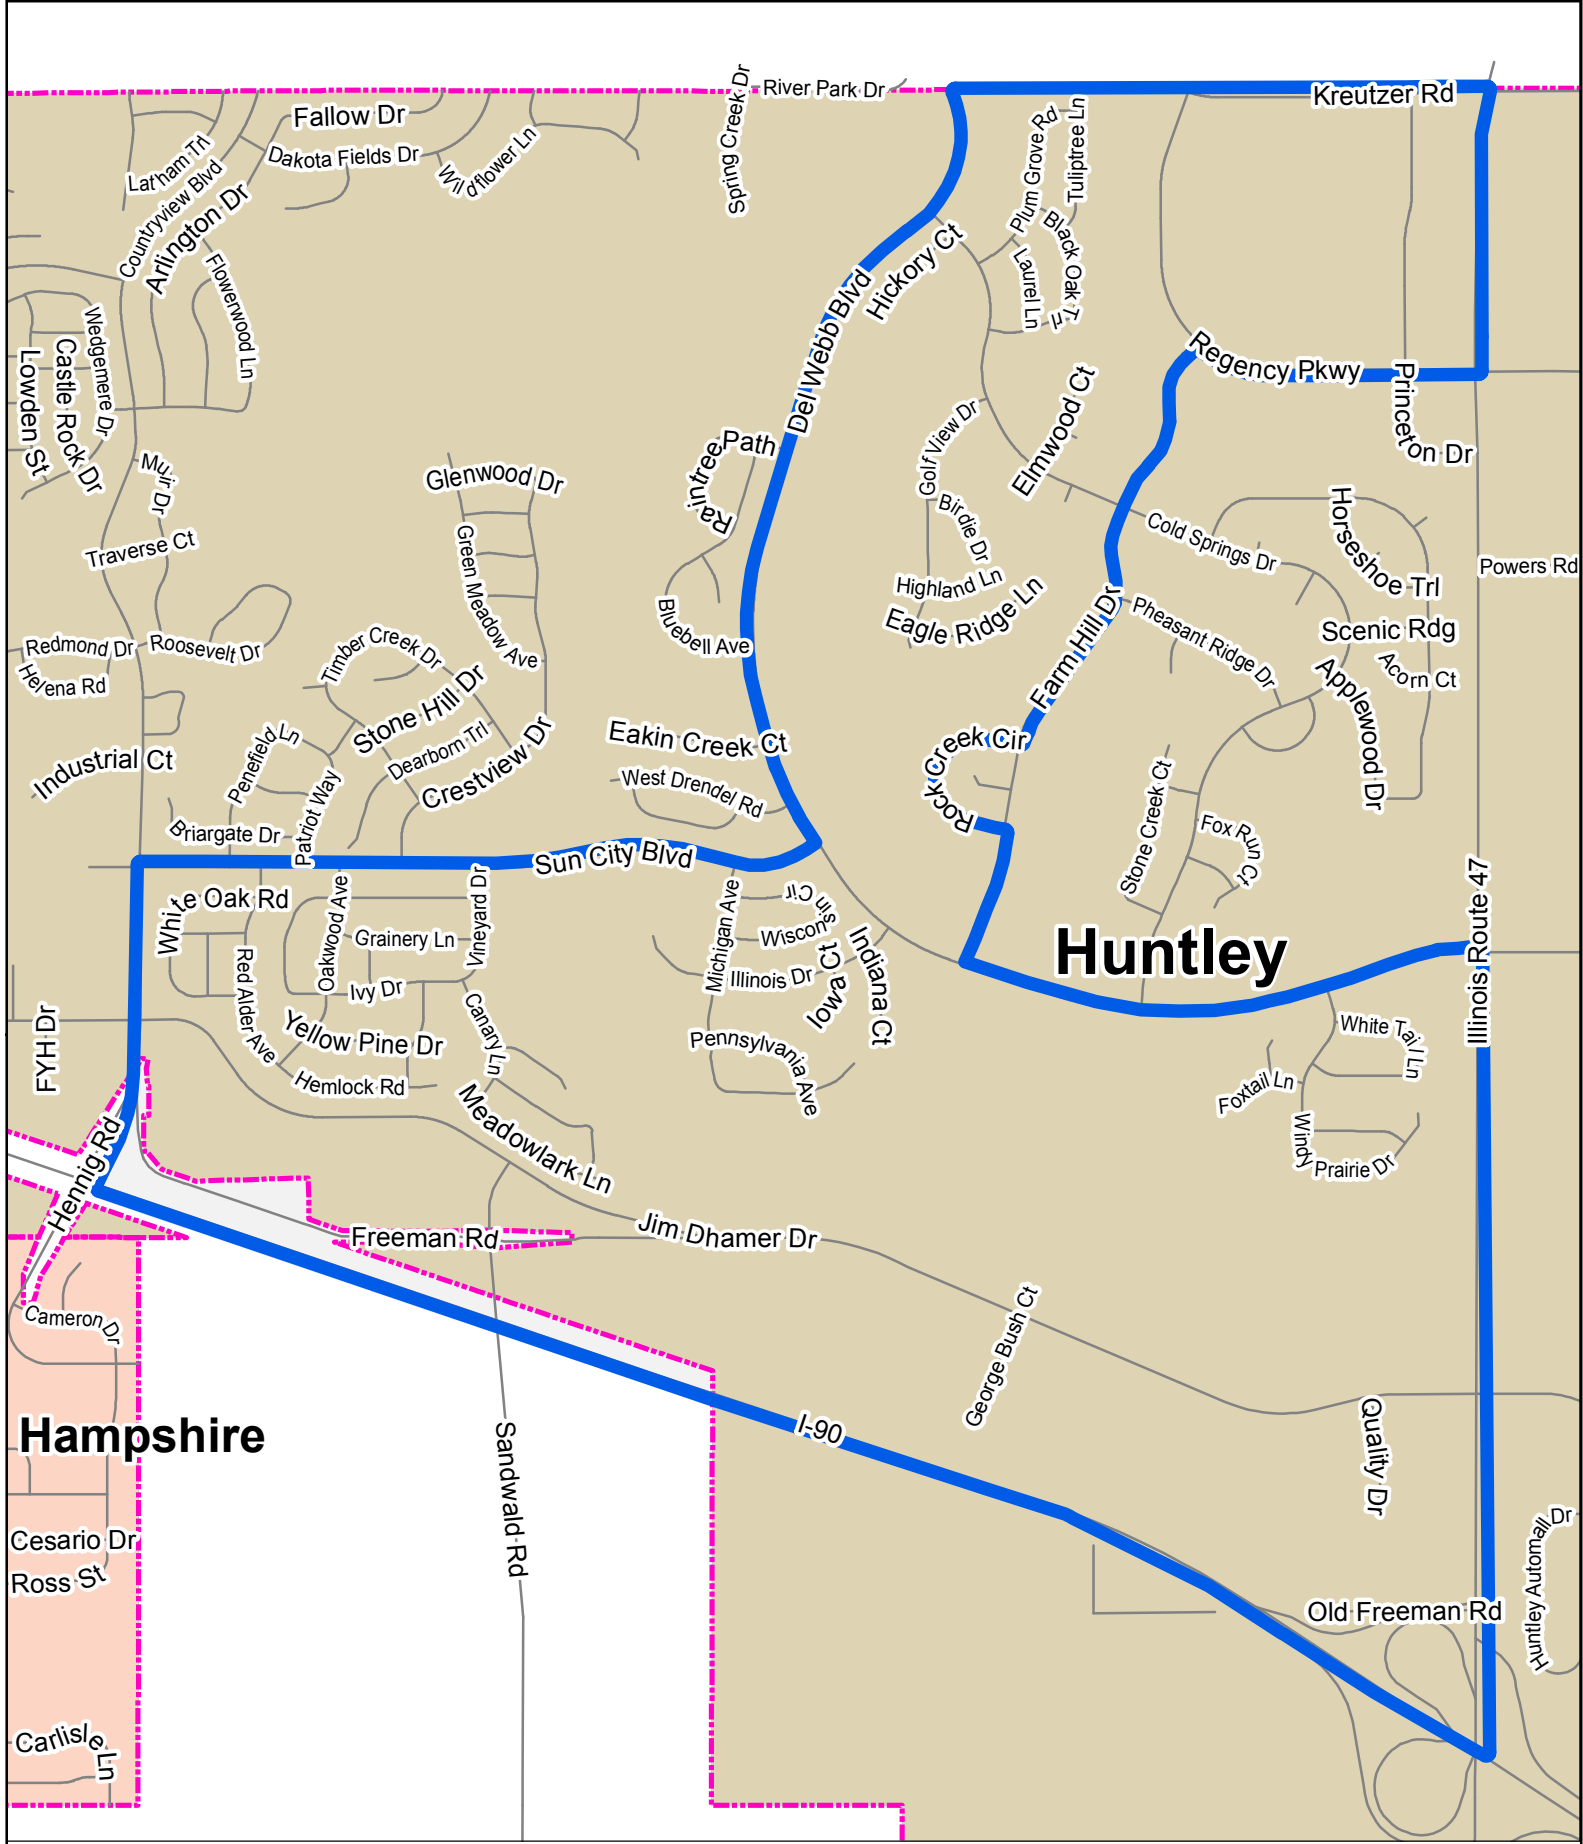 River Park Dr
Kreutzer Rd
Fallow Dr
Spring Creek Dr
Dakota Fields Dr
Wildflower Ln
Latham Trl
Countryview Blvd
Arlington Dr
Flowerwood Ln
Plum Grove Rd
Tuliptree Ln
Black Oak Trl
Laurel Ln
Hickory Ct
Del Webb Blvd
Wedgemere Dr
Castle Rock Dr
Lowden St
Regency Pkwy
Princeton Dr
Elmwood Ct
Golf View Dr
Birdie Dr
Raintree Path
Muir Dr
Glenwood Dr
Traverse Ct
Green Meadow Ave
Horseshoe Trl
Cold Springs Dr
Powers Rd
Highland Ln
Eagle Ridge Ln
Bluebell Ave
Farm Hill Dr
Pheasant Ridge Dr
Scenic Rdg
Acorn Ct
Applewood Dr
Redmond Dr
Roosevelt Dr
Helena Rd
Timber Creek Dr
Stone Hill Dr
Dearborn Trl
Crestview Dr
Penefield Ln
Patriot Way
Industrial Ct
Briargate Dr
Eakin Creek Ct
West Drendel Rd
Rock Creek Cir
Stone Creek Ct
Fox Run Ct
Sun City Blvd
Illinois Route 47
White Oak Rd
Oakwood Ave
Vineyard Dr
Grainery Ln
Red Alder Ave
Ivy Dr
Yellow Pine Dr
Hemlock Rd
Canary Ln
Michigan Ave
Wisconsin Cir
Illinois Dr
Iowa Ct
Indiana Ct
Pennsylvania Ave
Huntley
White Tail Ln
Foxtail Ln
Windy Prairie Dr
FYH Dr
Hennig Rd
Meadowlark Ln
Freeman Rd
Jim Dhamer Dr
George Bush Ct
Cameron Dr
Hampshire
I-90
Sandwald Rd
Quality Dr
Cesario Dr
Ross St
Old Freeman Rd
Huntley Automall Dr
Carlisle Ln